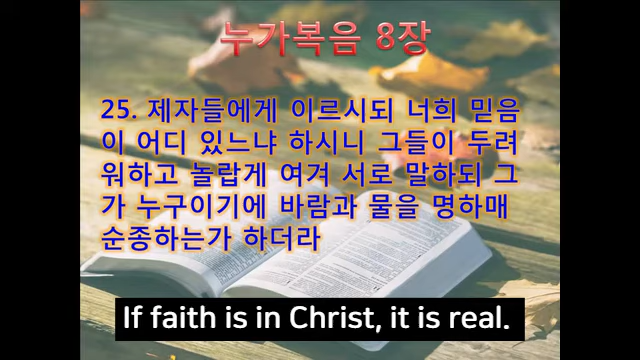 누가복음 8장
25. 제자들에게 이르시되 너희 믿음
이 어디 있느냐 하시니 그들이 두려
워하고 놀랍게 여겨 서로 말하되 그
가 누구이기에 바람과 물을 명하매
순종하는가 하더라
If faith is in Christ, it is real.